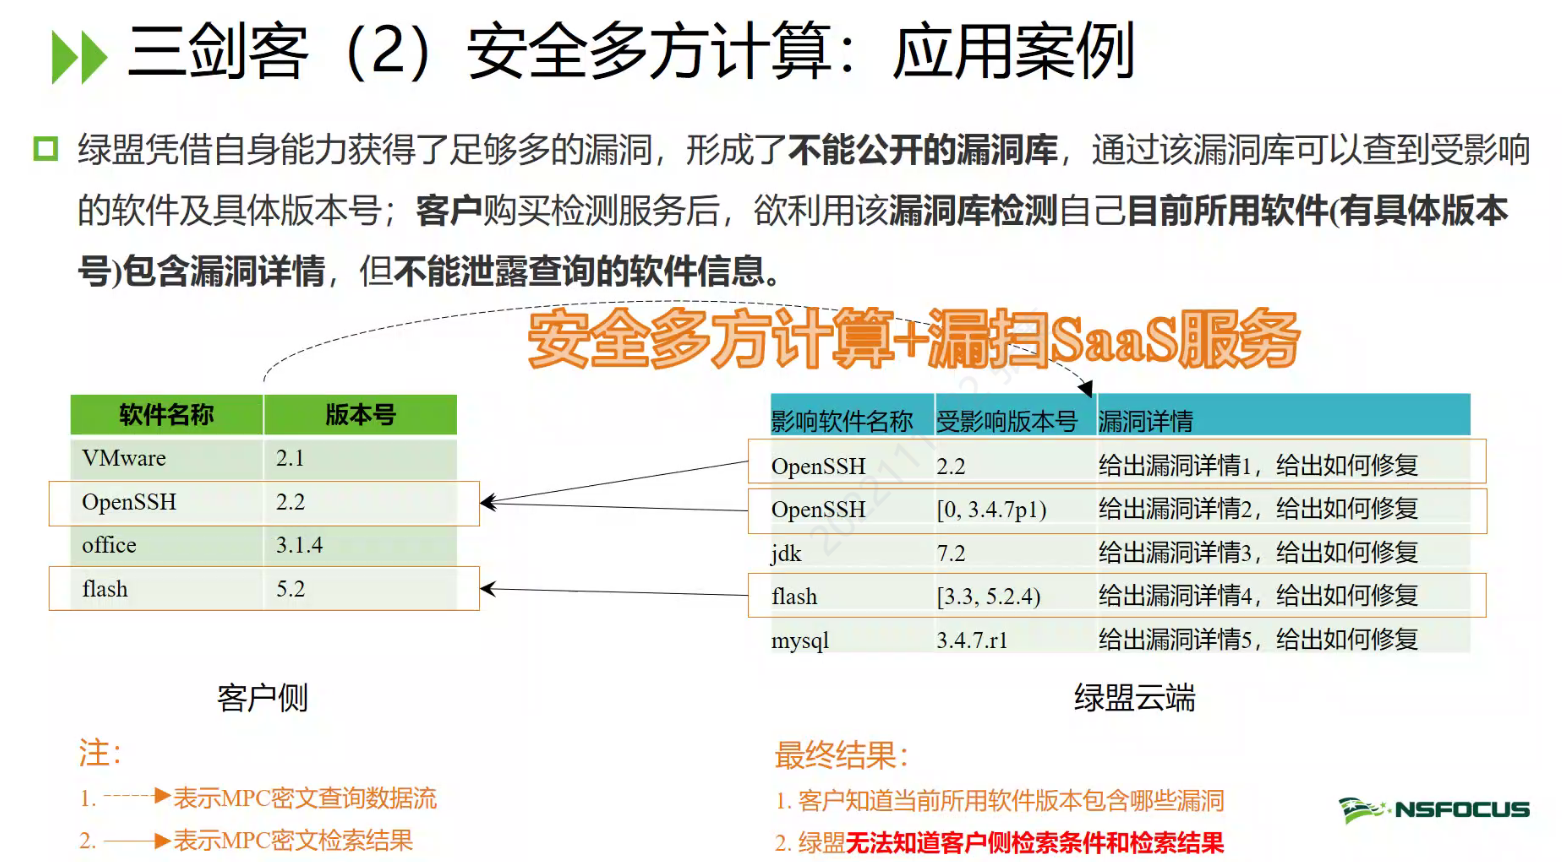 三剑客（2）安全多方计算：应用案例
绿盟凭借自身能力获得了足够多的漏洞，形成了不能公开的漏洞库，通过该漏洞库可以查到受影响
的软件及具体版本号；客户购买检测服务后，欲利用该漏洞库检测自己目前所用软件(有具体版本
号)包含漏洞详情，但不能泄露查询的软件信息。
安全多方计算+漏扫SaaS服务
软件名称 版本号
VMware 2.1
OpenSSH 2.2
office 3.1.4
flash 5.2
客户侧
影响软件名称 受影响版本号 漏洞详情
OpenSSH 2.2 给出漏洞详情1，给出如何修复
OpenSSH [0, 3.4.7p1) 给出漏洞详情2，给出如何修复
jdk 7.2 给出漏洞详情3，给出如何修复
flash [3.3, 5.2.4) 给出漏洞详情4，给出如何修复
mysql 3.4.7.r1 给出漏洞详情5，给出如何修复
绿盟云端
注：
1. 表示MPC密文查询数据流
2. 表示MPC密文检索结果
最终结果：
1. 客户知道当前所用软件版本包含哪些漏洞
2. 绿盟无法知道客户侧检索条件和检索结果
NSFOCUS